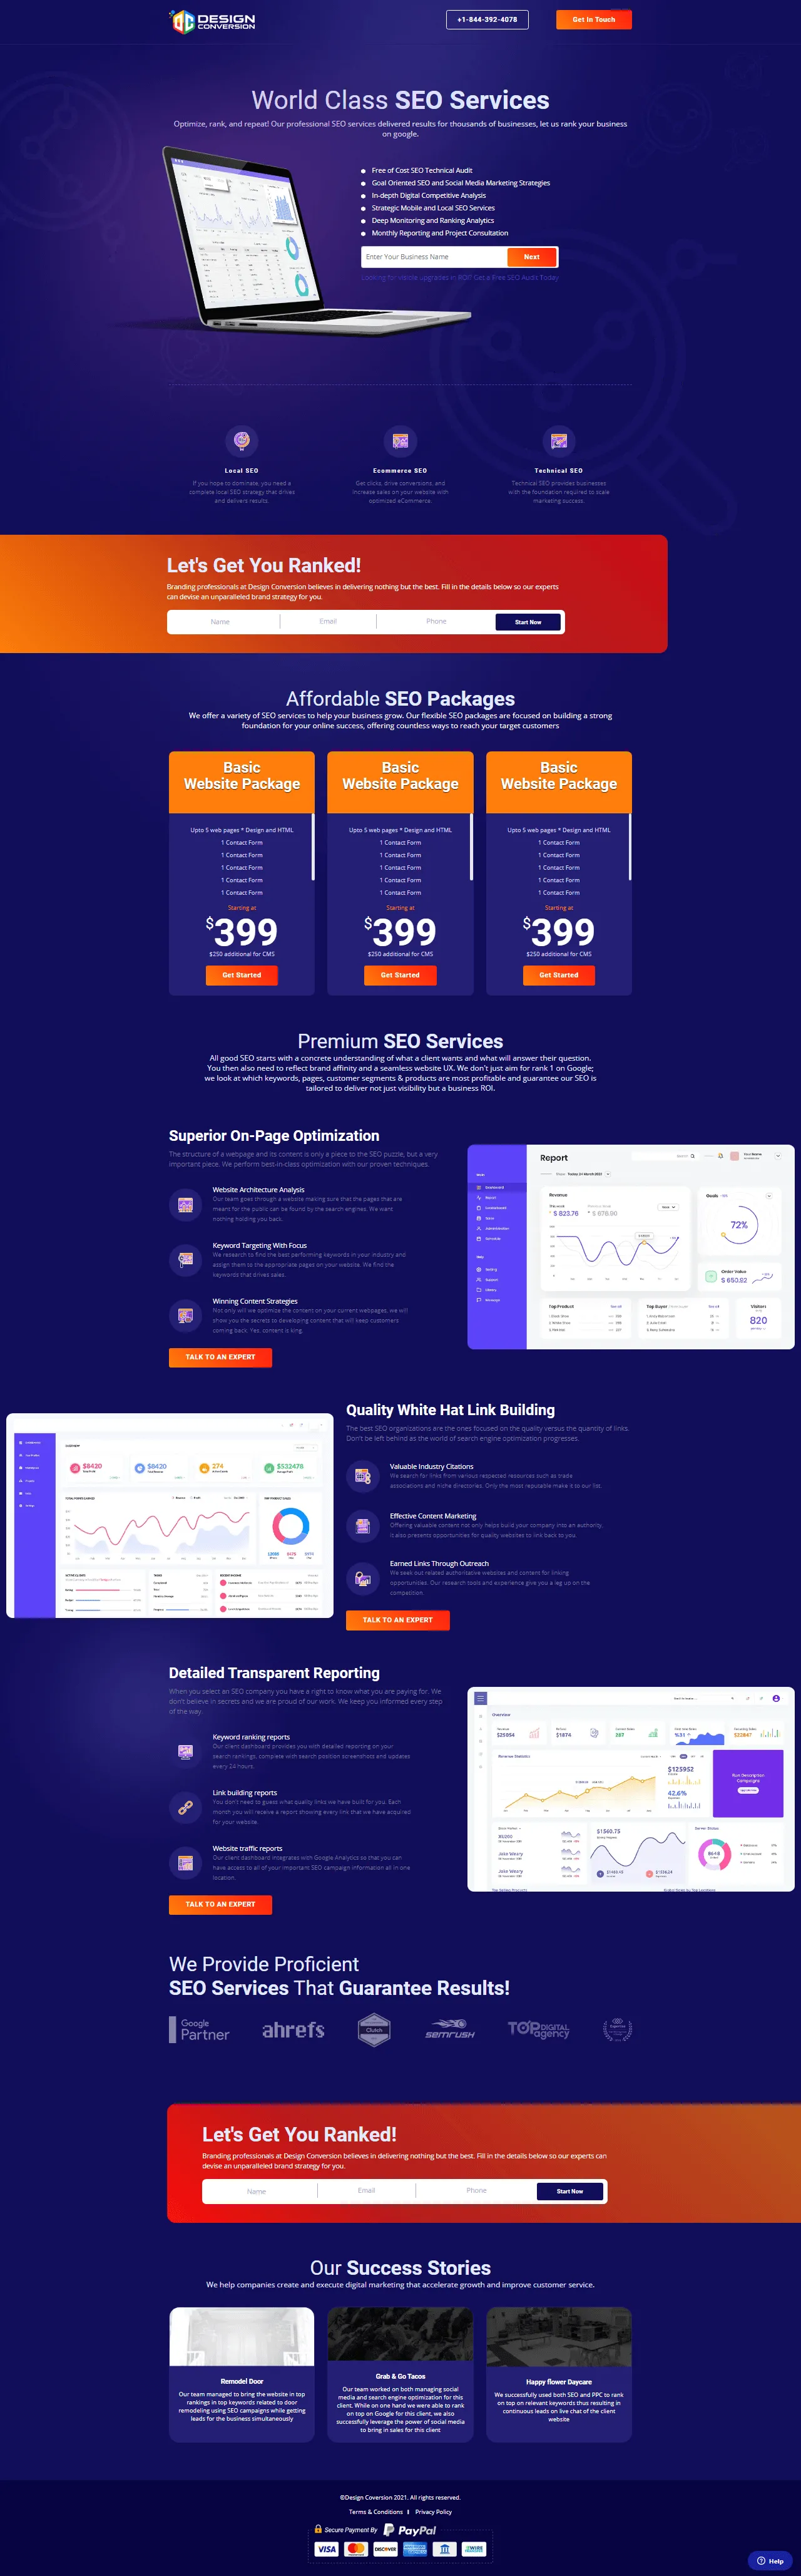 DESIGN
CONVERSION
+1-844-392-4078
Get In Touch
World Class SEO Services
Optimize, rank, and repeat! Our professional SEO services delivered results for thousands of businesses, let us rank your business
on google.
Free of Cost SEO Technical Audit
Goal Oriented SEO and Social Media Marketing Strategies
In-depth Digital Competitive Analysis
Strategic Mobile and Local SEO Services
Deep Monitoring and Ranking Analytics
Monthly Reporting and Project Consultation
Enter Your Business Name
Next
Looking for visible upgrades in ROI? Get a Free SEO Audit Today
Local SEO
If you hope to dominate, you need a
complete local SEO strategy that drives
and delivers results.
Ecommerce SEO
Get clicks, drive conversions, and
increase sales on your website with
optimized eCommerce.
Technical SEO
Technical SEO provides businesses
with the foundation required to scale
marketing success.
Let's Get You Ranked!
Branding professionals at Design Conversion believes in delivering nothing but the best. Fill in the details below so our experts
can devise an unparalleled brand strategy for you.
Name
Email
Phone
Start Now
Affordable SEO Packages
We offer a variety of SEO services to help your business grow. Our flexible SEO packages are focused on building a strong
foundation for your online success, offering countless ways to reach your target customers
Basic
Website Package
Upto 5 web pages * Design and HTML
1 Contact Form
1 Contact Form
1 Contact Form
1 Contact Form
1 Contact Form
Starting at
$399
$250 additional for CMS
Get Started
Basic
Website Package
Upto 5 web pages * Design and HTML
1 Contact Form
1 Contact Form
1 Contact Form
1 Contact Form
1 Contact Form
Starting at
$399
$250 additional for CMS
Get Started
Basic
Website Package
Upto 5 web pages * Design and HTML
1 Contact Form
1 Contact Form
1 Contact Form
1 Contact Form
1 Contact Form
Starting at
$399
$250 additional for CMS
Get Started
Premium SEO Services
All good SEO starts with a concrete understanding of what a client wants and what will answer their question.
You then also need to reflect brand affinity and a seamless website UX. We don't just aim for rank 1 on Google;
we look at which keywords, pages, customer segments & products are most profitable and guarantee our SEO is
tailored to deliver not just visibility but a business ROI.
Superior On-Page Optimization
The structure of a webpage and its content is only a piece to the SEO puzzle, but a very
important piece. We perform best-in-class optimization with our proven techniques.
Website Architecture Analysis
Our team goes through a website making sure that the pages that are
meant for the public can be found by the search engines. We want
nothing holding you back.
Keyword Targeting With Focus
We research to find the best performing keywords in your industry and
assign them to the appropriate pages on your website. We find the
keywords that drives sales.
Winning Content Strategies
Not only will we optimize the content on your current webpages, we will
show you the secrets to developing content that will keep customers
coming back. Yes, content is king.
TALK TO AN EXPERT
Report
Revenue
$ 823.76
$ 676.90
Goals
72%
Order Value
$ 650.92
Top Product
Top Buyer
Visitors
820
Quality White Hat Link Building
The best SEO organizations are the ones focused on the quality versus the quantity of links.
Don't be left behind as the world of search engine optimization progresses.
Valuable Industry Citations
We search for links from various respected resources such as trade
associations and niche directories. Only the most reputable make it to our list.
Effective Content Marketing
Offering valuable content not only helps build your company into an authority,
it also presents opportunities for quality websites to link back to you.
Earned Links Through Outreach
We seek out related authoritative websites and content for linking
opportunities. Our research tools and experience give you a leg up on the
competition.
TALK TO AN EXPERT
$8420
$8420
274
$532476
Detailed Transparent Reporting
When you select an SEO company you have a right to know what you are paying for. We
don't believe in secrets and we are proud of our work. We keep you informed every step
of the way.
Keyword ranking reports
Our client dashboard provides you with detailed reporting on your
search rankings, complete with search position screenshots and updates
every 24 hours.
Link building reports
You don't need to guess what quality links we have built for you. Each
month you will receive a report showing every link that we have acquired
for your website.
Website traffic reports
Our client dashboard integrates with Google Analytics so that you can
have access to all of your important SEO campaign information all in one
location.
TALK TO AN EXPERT
Overview
$25054
$1874
267
Revenue Statistics
$125952
42,6%
$1540.75
We Provide Proficient
SEO Services That Guarantee Results!
Google
Partner
ahrefs
Clutch
SEMRUSH
TOP DIGITAL
agency
Let's Get You Ranked!
Branding professionals at Design Conversion believes in delivering nothing but the best. Fill in the details below so our experts can
devise an unparalleled brand strategy for you.
Name
Email
Phone
Start Now
Our Success Stories
We help companies create and execute digital marketing that accelerate growth and improve customer service.
Remodel Door
Our team managed to bring the website in top
rankings in top keywords related to door
remodeling using SEO campaigns while getting
leads for the business simultaneously
Grab & Go Tacos
Our team worked on both managing social
media and search engine optimization for this
client. While on one hand we were able to rank
on top on Google for this client, we also
successfully leverage the power of social media
to bring in sales for this client
Happy flower Daycare
We successfully used both SEO and PPC to rank
on top on relevant keywords thus resulting in
continuous leads on live chat of the client
website
©Design Coversion 2021. All rights reserved.
Terms & Conditions
Privacy Policy
Secure Payment By PayPal
VISA
MasterCard
DISCOVER
WIRE
Help